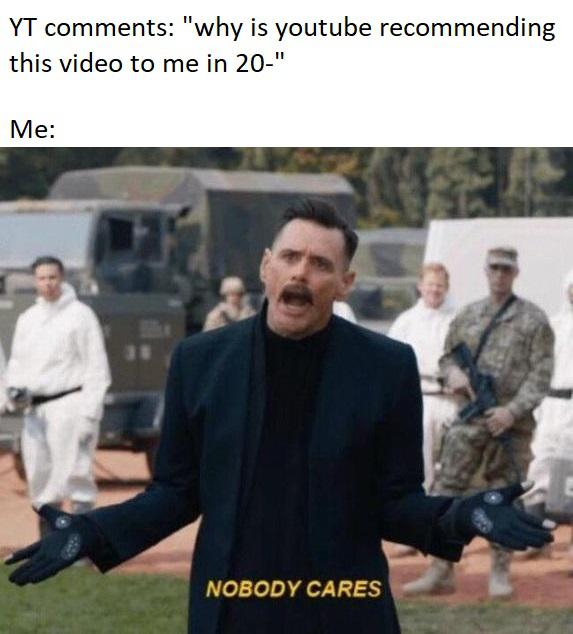 YT comments: "why is youtube recommending
this video to me in 20-"
Me:
NOBODY CARES